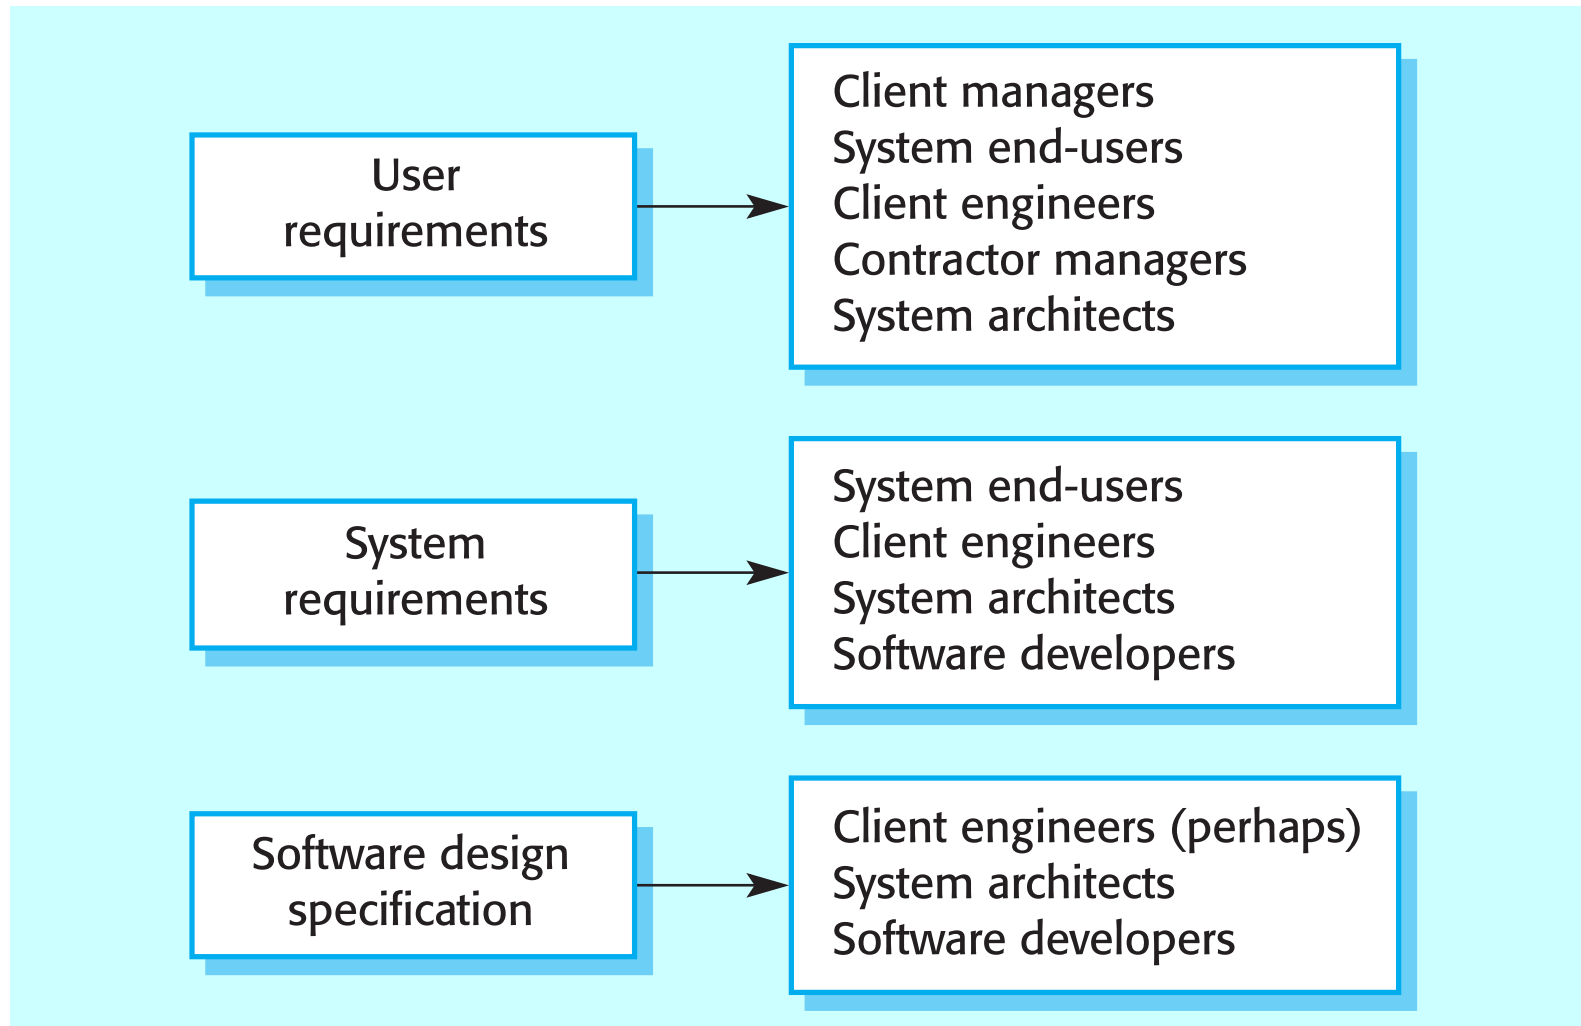 User
requirements
Client managers
System end-users
Client engineers
Contractor managers
System architects
System
requirements
System end-users
Client engineers
System architects
Software developers
Software design
specification
Client engineers (perhaps)
System architects
Software developers